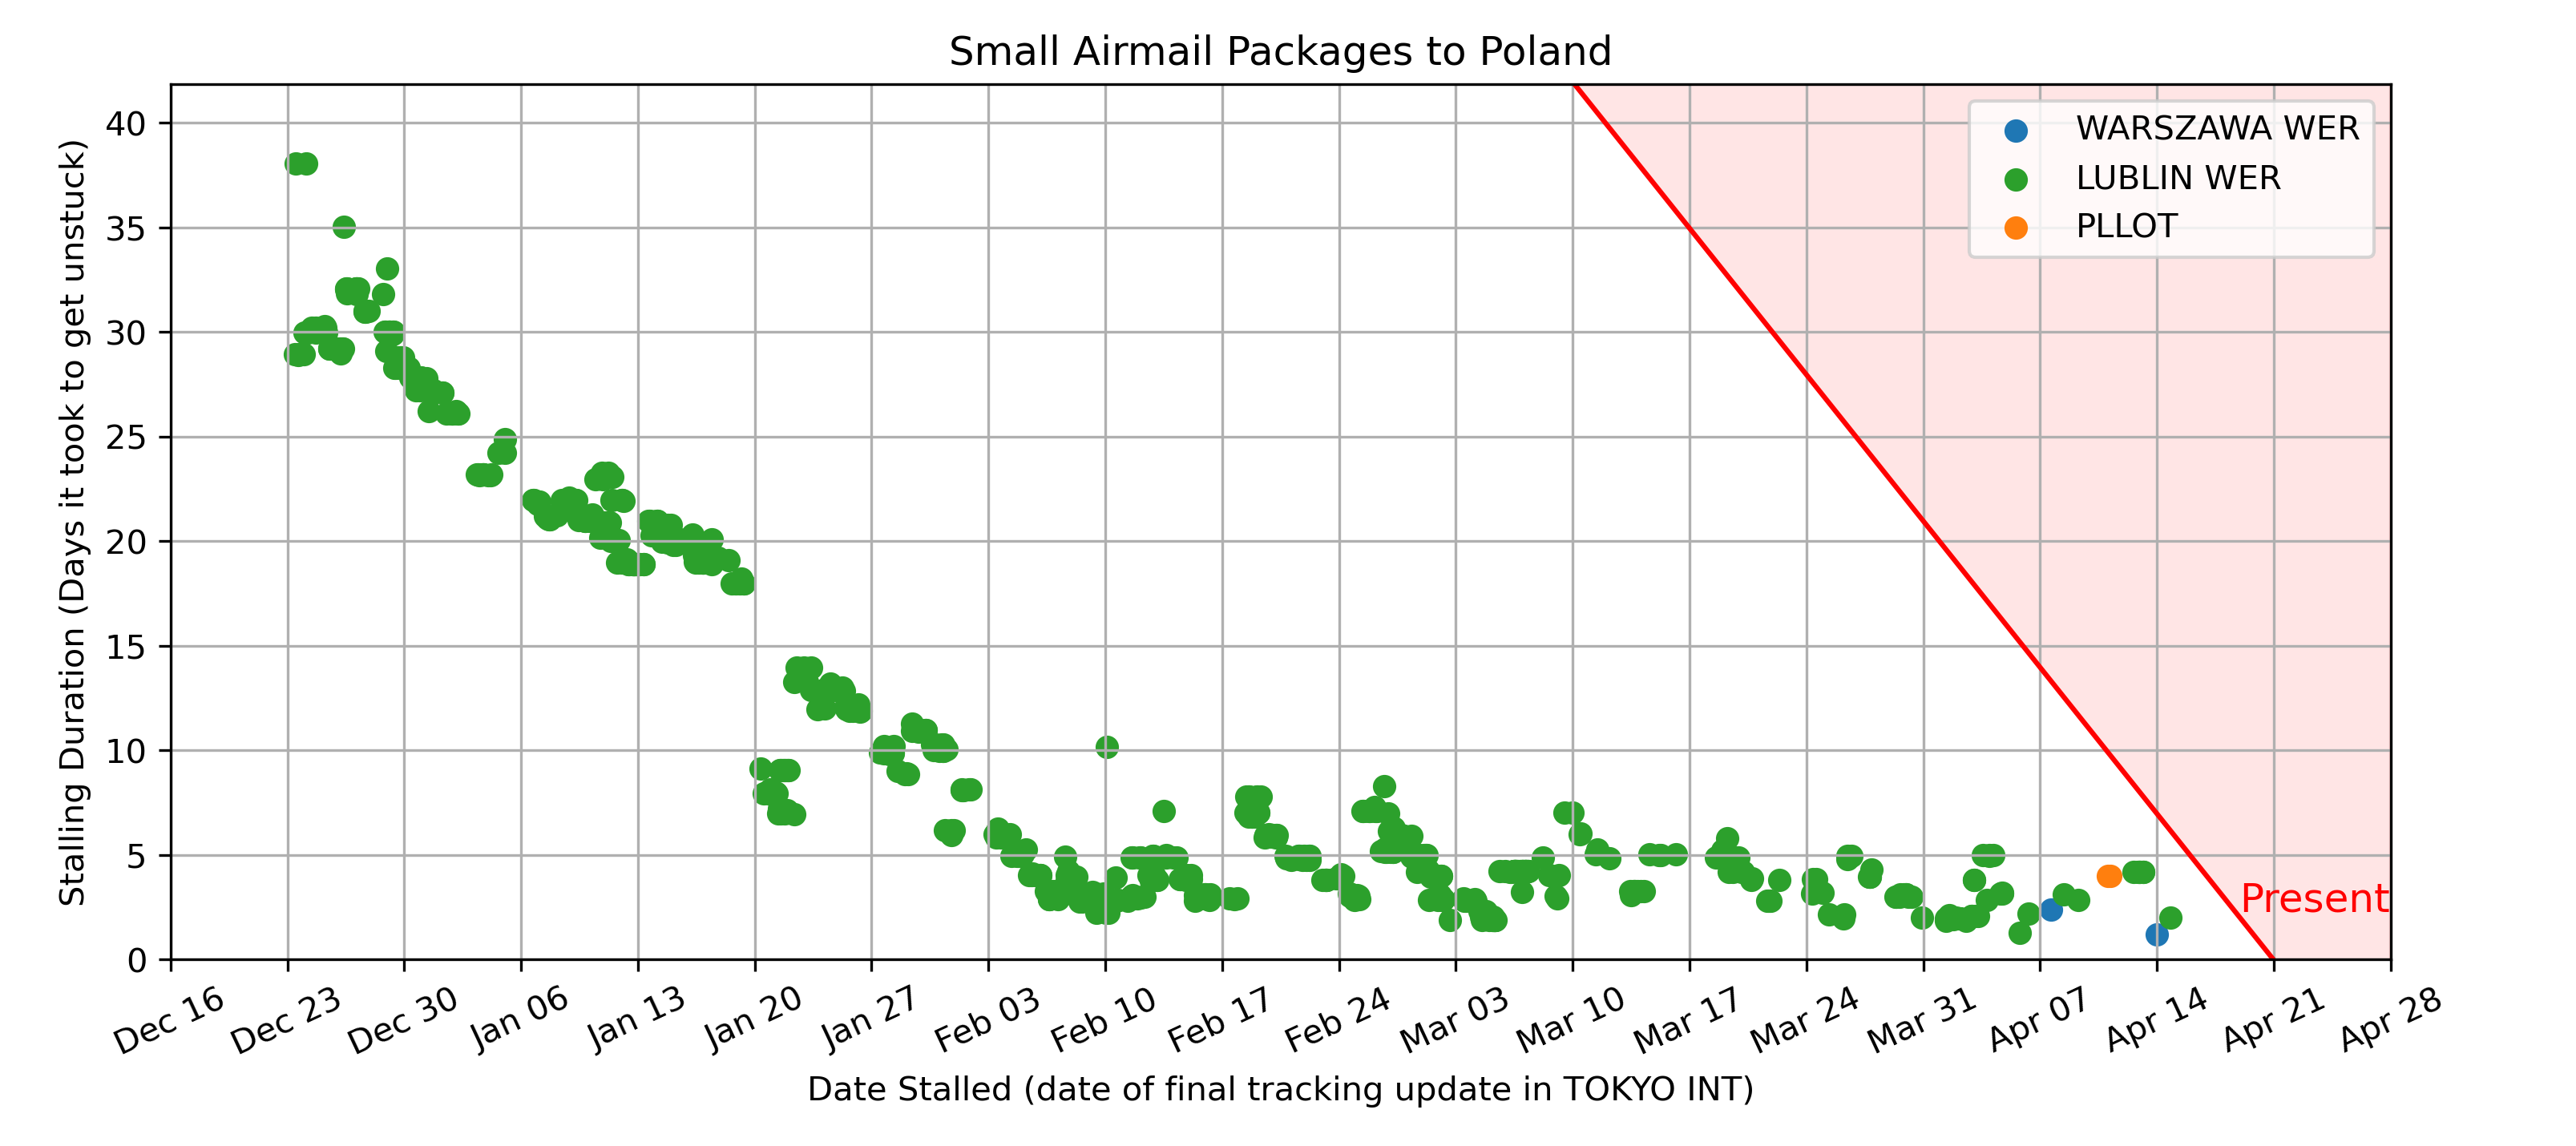 Small Airmail Packages to Poland
Stalling Duration (Days it took to get unstuck)
40
35
30
25
20
15
10
5
0
WARSZAWA WER
LUBLIN WER
PLLOT
Present
Dec 16
Dec 23
Dec 30
Jan 06
Jan 13
Jan 20
Jan 27
Feb 03
Feb 10
Feb 17
Feb 24
Mar 03
Mar 10
Mar 17
Mar 24
Mar 31
Apr 07
Apr 14
Apr 21
Apr 28
Date Stalled (date of final tracking update in TOKYO INT)